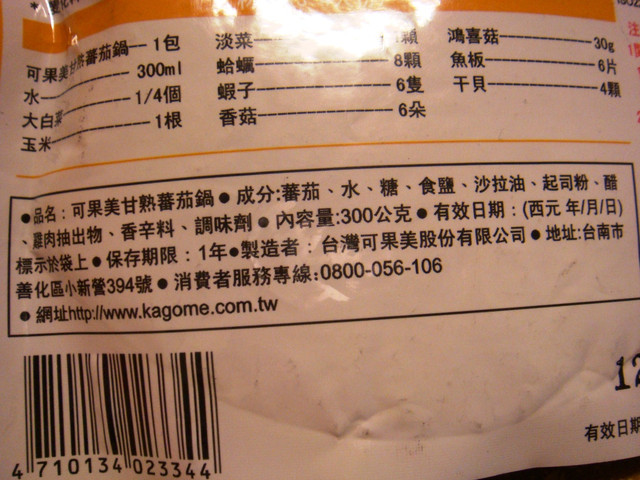 可果美甘熟蕃茄鍋 1包
水 300ml
大白菜 1/4個
玉米 1根
淡菜 顆
蛤蠣 8顆
蝦子 6隻
香菇 6朵
鴻喜菇 30g
魚板 6片
干貝 4顆
●品名:可果美甘熟蕃茄鍋●成分:蕃茄、水、糖、食鹽、沙拉油、起司粉、醋
、雞肉抽出物、香辛料、調味劑●內容量:300公克●有效日期:(西元 年/月/日)
標示於袋上●保存期限:1年●製造者:台灣可果美股份有限公司●地址:台南市
善化區小新營394號●消費者服務專線:0800-056-106
●網址http://www.kagome.com.tw
4 710134 023344
12
有效日期